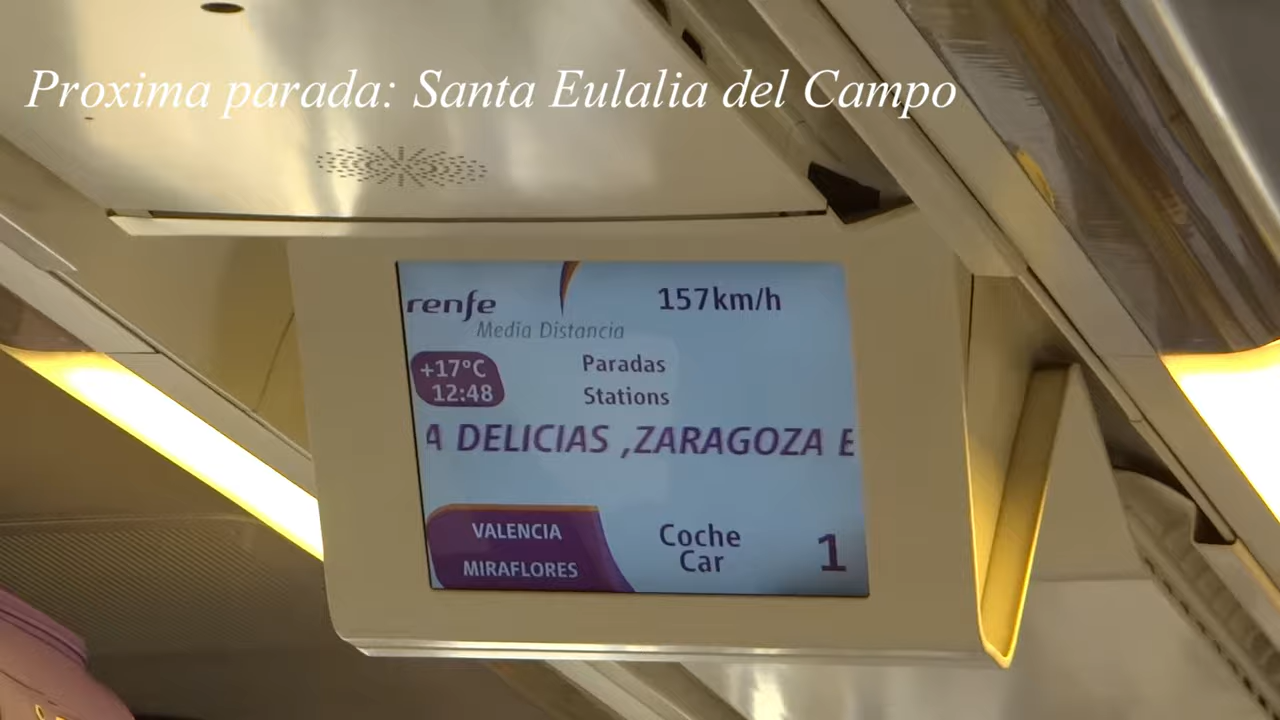 Proxima parada: Santa Eulalia del Campo
renfe
Media Distancia
157km/h
+17°C
12:48
Paradas
Stations
A DELICIAS ,ZARAGOZA E
VALENCIA
MIRAFLORES
Coche
Car
1